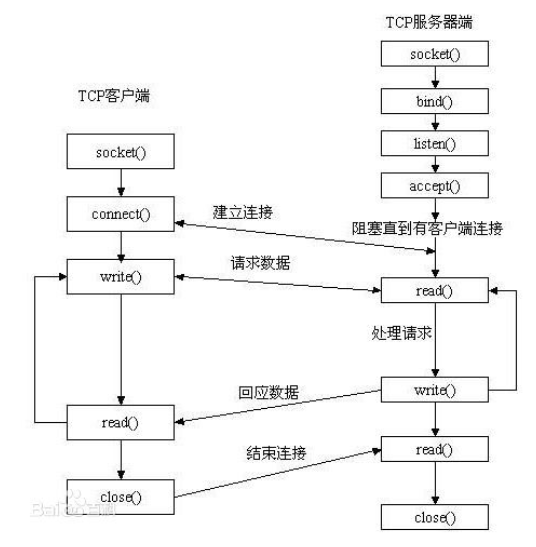 TCP服务器端
socket()
bind()
TCP客户端
listen()
socket()
accept()
connect()
建立连接
阻塞直到有客户端连接
请求数据
write()
read()
处理请求
回应数据
write()
read()
结束连接
read()
close()
close()
Baidu百科